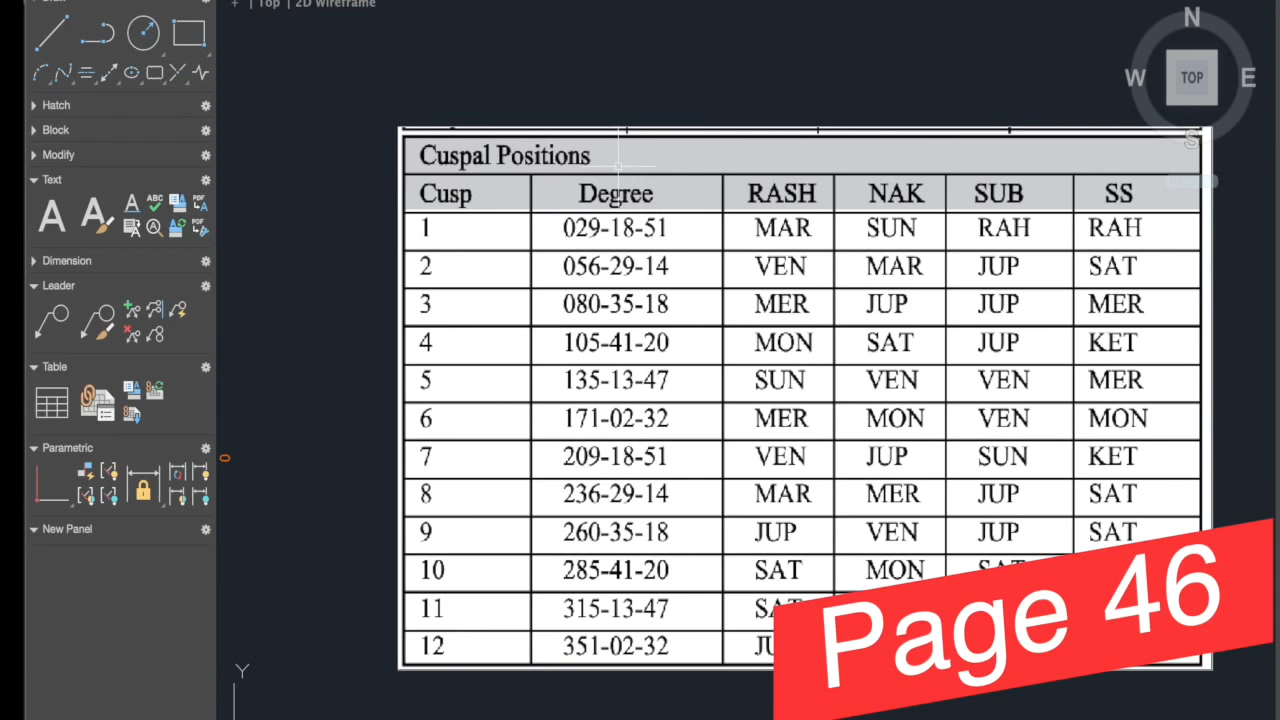 + | Top | 2D Wireframe
N
W TOP E
S
Hatch
Block
Modify
Text
Dimension
Leader
Table
Parametric
New Panel
Cuspal Positions
Cusp Degree RASH NAK SUB SS
1 029-18-51 MAR SUN RAH RAH
2 056-29-14 VEN MAR JUP SAT
3 080-35-18 MER JUP JUP MER
4 105-41-20 MON SAT JUP KET
5 135-13-47 SUN VEN VEN MER
6 171-02-32 MER MON VEN MON
7 209-18-51 VEN JUP SUN KET
8 236-29-14 MAR MER JUP SAT
9 260-35-18 JUP VEN JUP SAT
10 285-41-20 SAT MON SAT
11 315-13-47
12 351-02-32
Page 46
Y